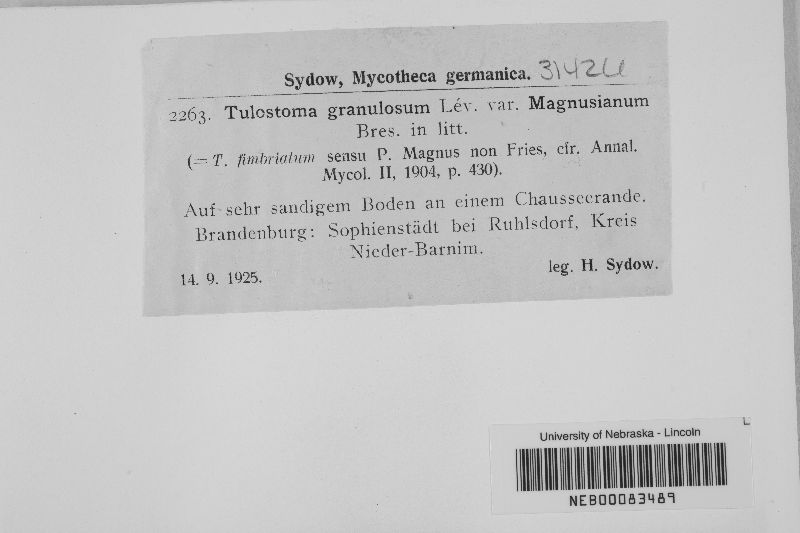 Sydow, Mycotheca germanica. 31426
2263. Tulostoma granulosum Lév. var. Magnusianum
Bres. in litt.
(= T. fimbriatum sensu P. Magnus non Fries, cfr. Annal.
Mycol. II, 1904, p. 430).
Auf sehr sandigem Boden an einem Chausseerande.
Brandenburg: Sophienstädt bei Ruhlsdorf, Kreis
Nieder-Barnim.
14. 9. 1925.
leg. H. Sydow.
University of Nebraska - Lincoln
NEB00083489